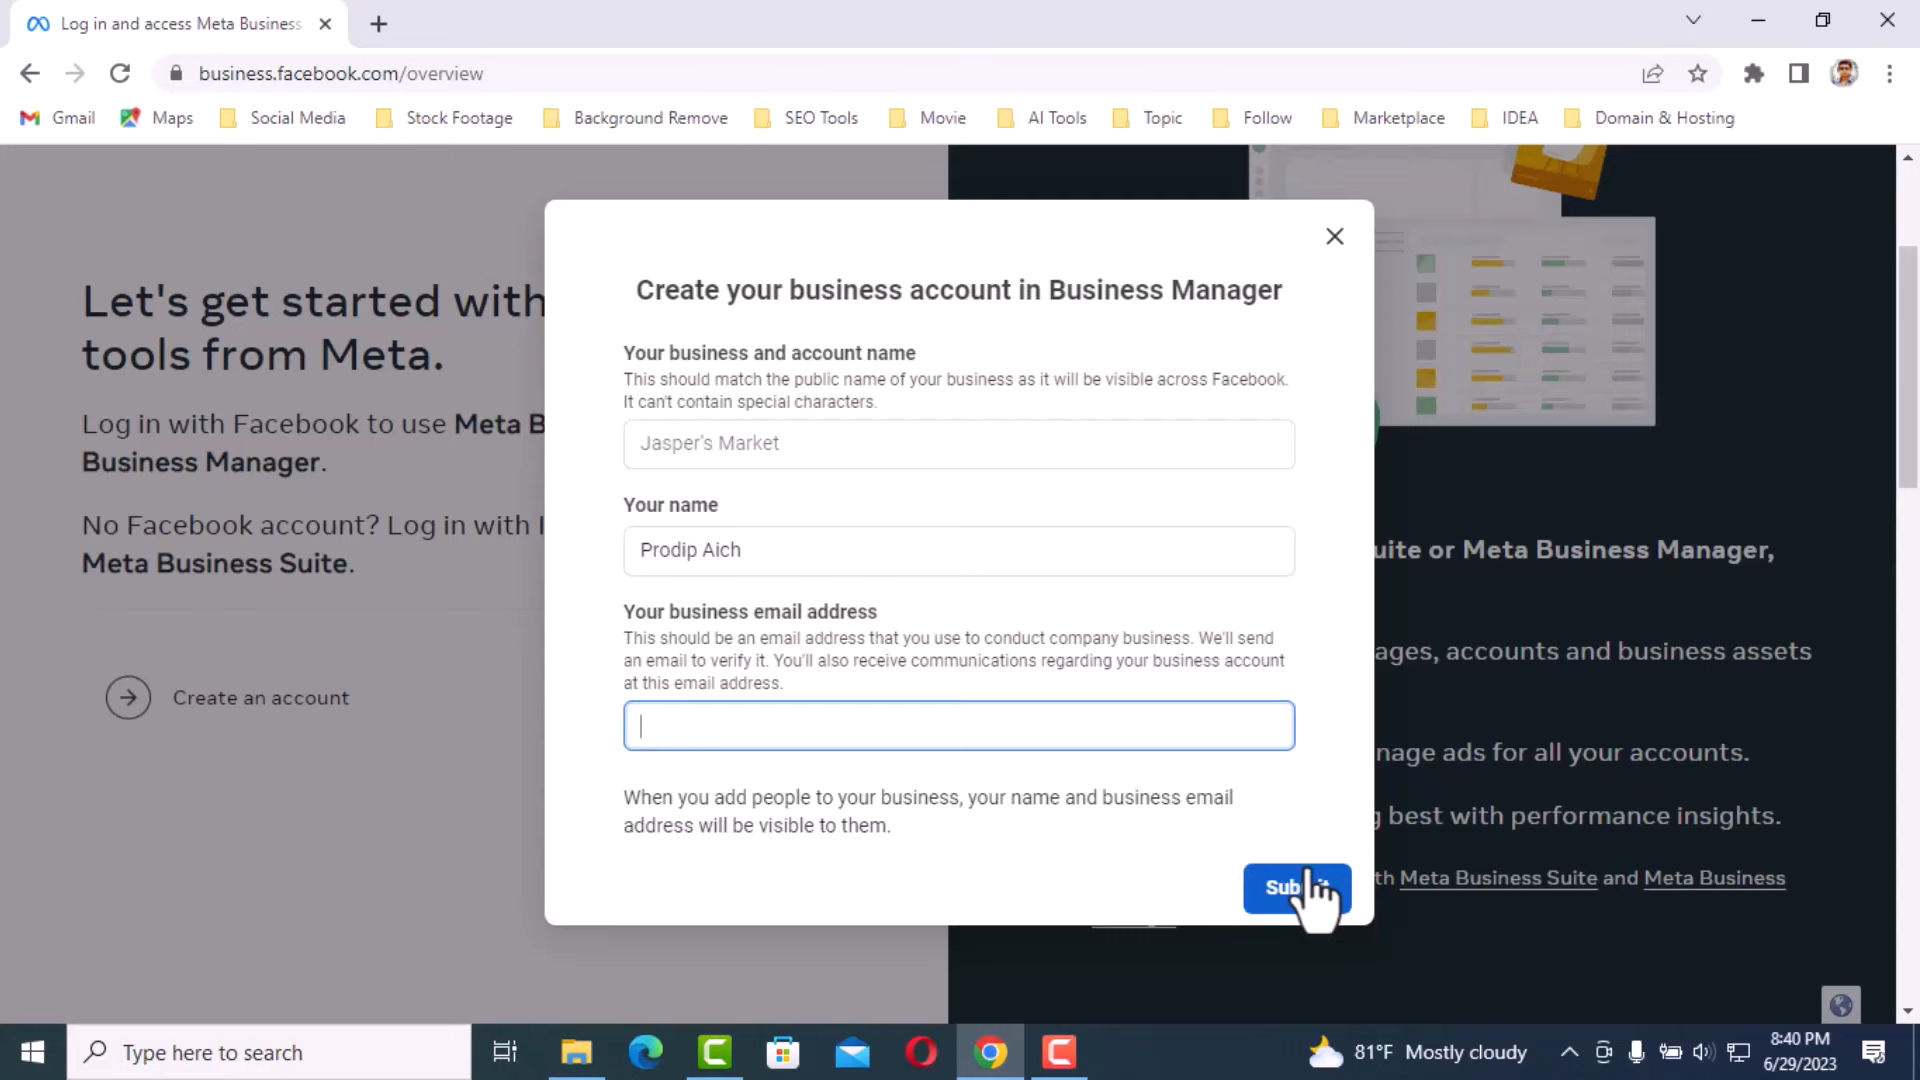 Log in and access Meta Business
business.facebook.com/overview
Gmail
Maps
Social Media
Stock Footage
Background Remove
SEO Tools
Movie
AI Tools
Topic
Follow
Marketplace
IDEA
Domain & Hosting
Let's get started with
tools from Meta.
Log in with Facebook to use Meta B
Business Manager.
No Facebook account? Log in with I
Meta Business Suite.
Create an account
Create your business account in Business Manager
Your business and account name
This should match the public name of your business as it will be visible across Facebook.
It can't contain special characters.
Jasper's Market
Your name
Prodip Aich
Your business email address
This should be an email address that you use to conduct company business. We'll send
an email to verify it. You'll also receive communications regarding your business account
at this email address.
When you add people to your business, your name and business email
address will be visible to them.
uite or Meta Business Manager,
ages, accounts and business assets
nage ads for all your accounts.
g best with performance insights.
th Meta Business Suite and Meta Business
Type here to search
81°F Mostly cloudy
8:40 PM
6/29/2023